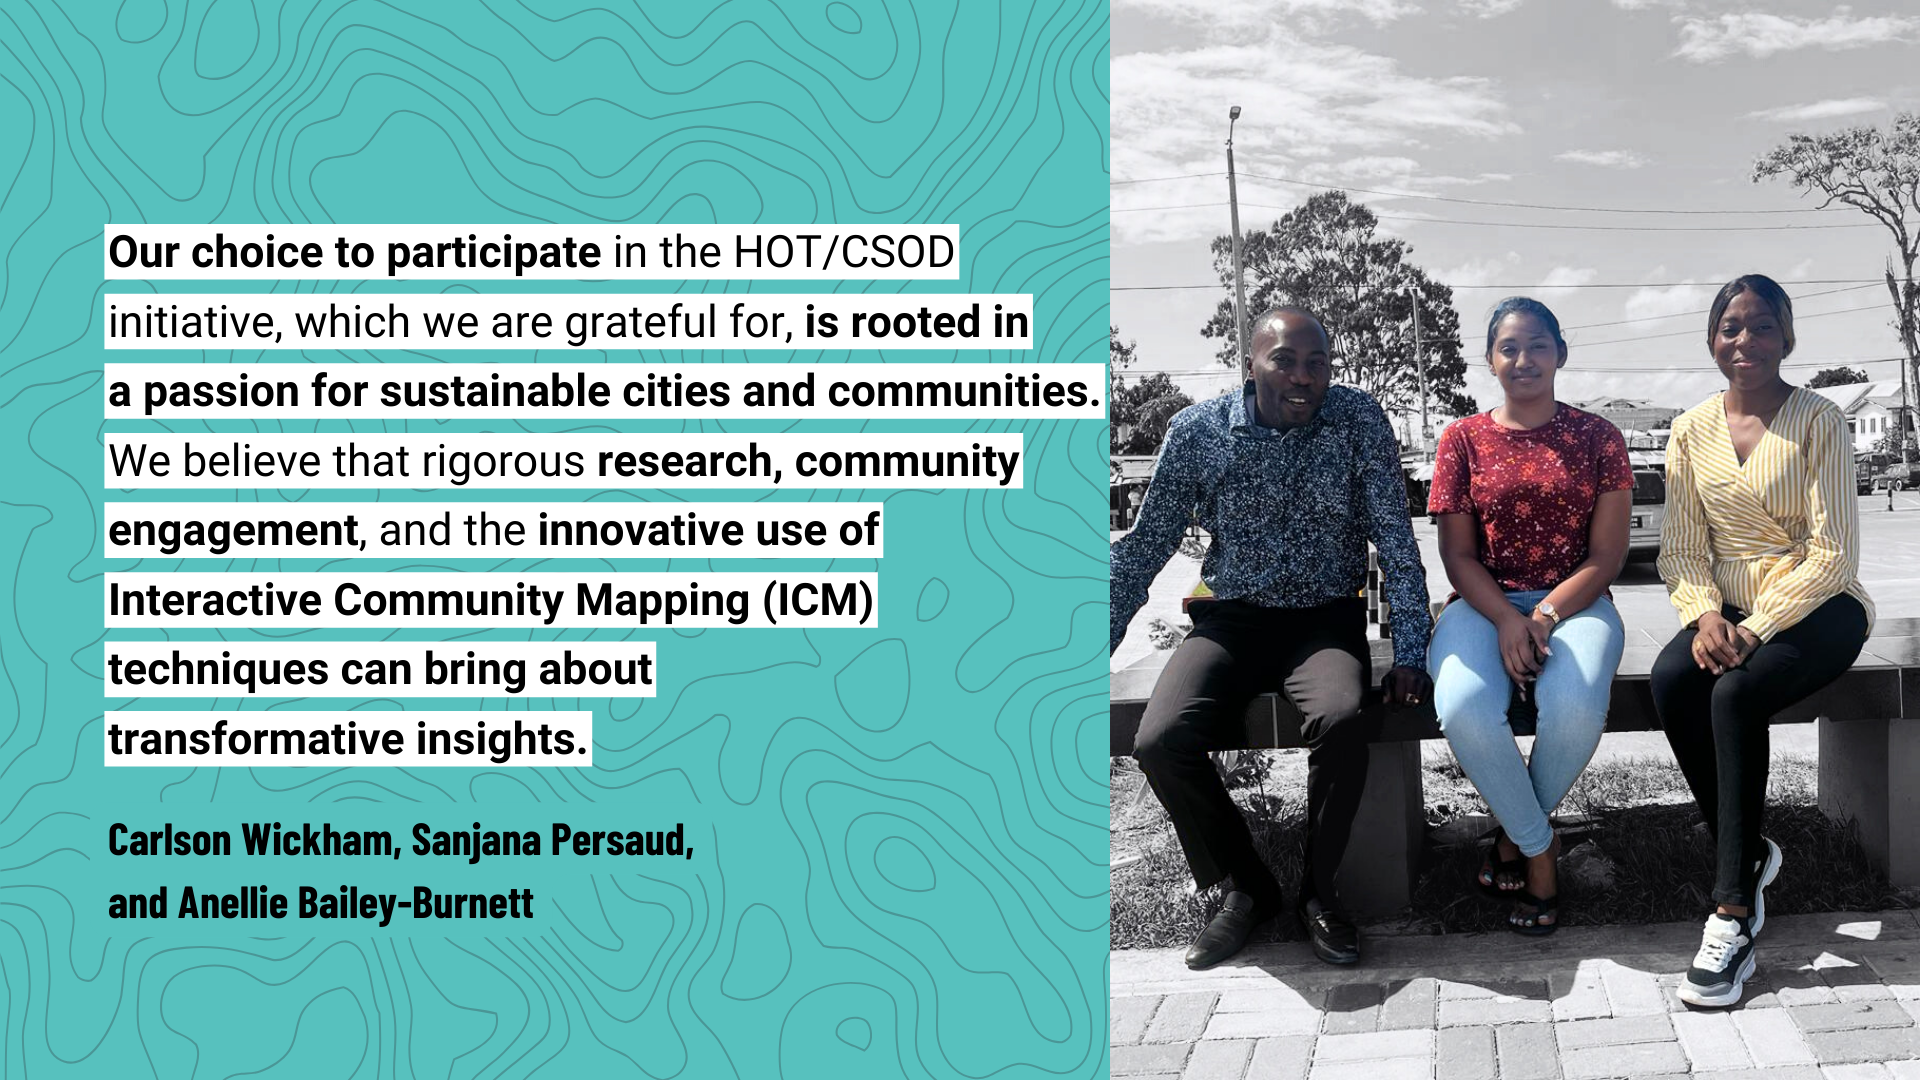 Our choice to participate in the HOT/CSOD
initiative, which we are grateful for, is rooted in
a passion for sustainable cities and communities.
We believe that rigorous research, community
engagement, and the innovative use of
Interactive Community Mapping (ICM)
techniques can bring about
transformative insights.
Carlson Wickham, Sanjana Persaud,
and Anellie Bailey-Burnett